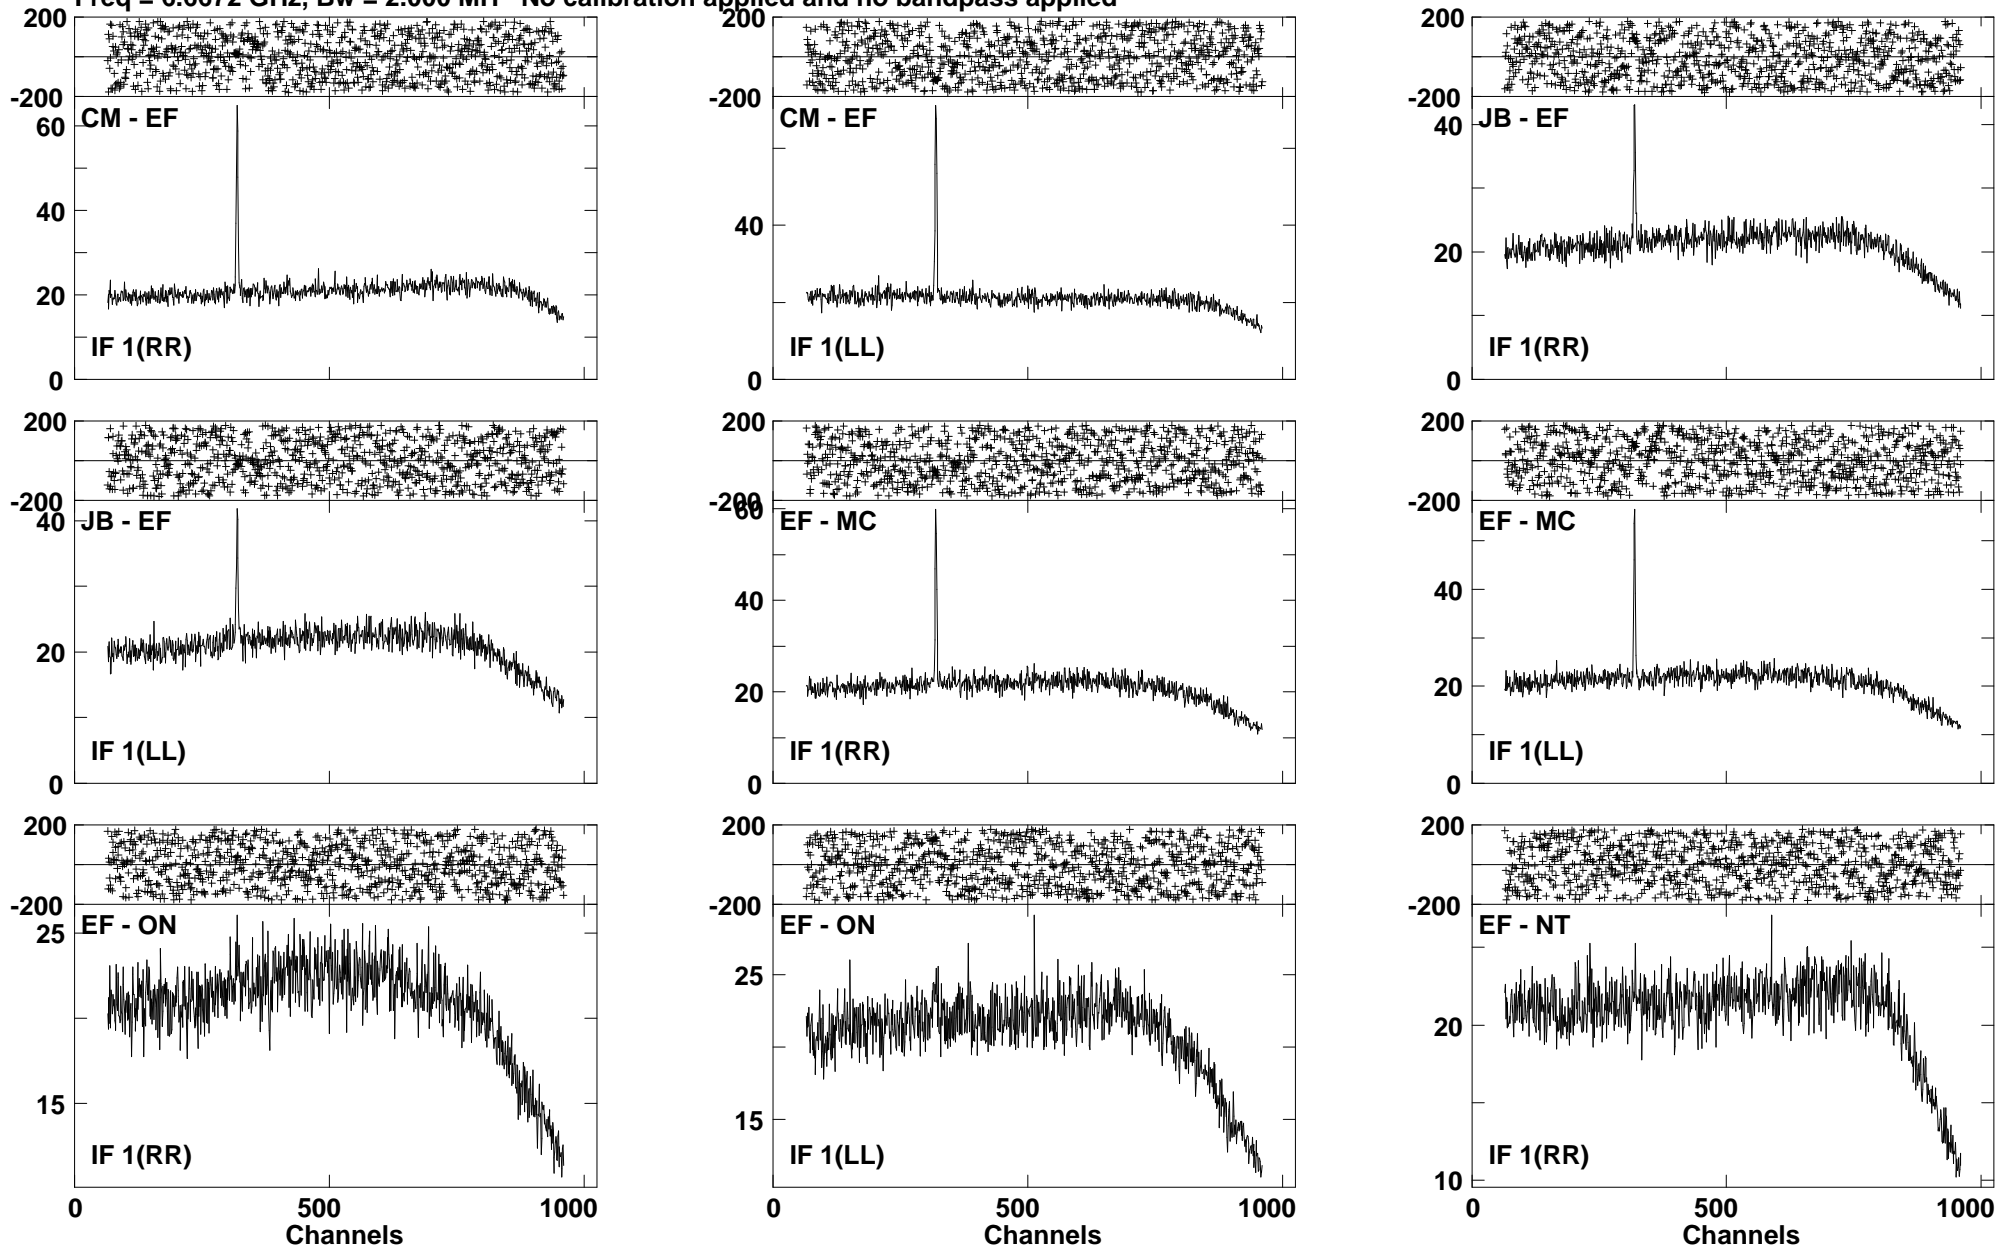 Freq = 6.6672 GHz, Bw = 2.000 MH No calibration applied and no bandpass applied
200
-200
60
40
20
0
CM - EF
IF 1(RR)
40
20
0
CM - EF
IF 1(LL)
200
-200
40
20
0
JB - EF
IF 1(RR)
200
-200
40
20
0
JB - EF
IF 1(LL)
200
-200
60
40
20
0
EF - MC
IF 1(RR)
200
-200
40
20
0
EF - MC
IF 1(LL)
200
-200
25
15
EF - ON
IF 1(RR)
0
500
1000
Channels
200
-200
25
15
EF - ON
IF 1(LL)
0
500
1000
Channels
200
-200
20
10
EF - NT
IF 1(RR)
0
500
1000
Channels